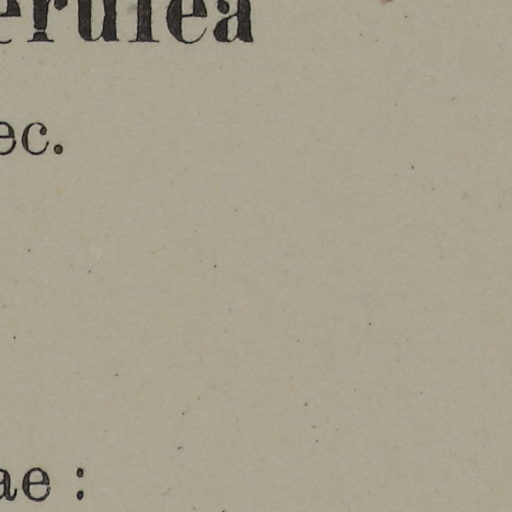 erulea
ec.
ae :